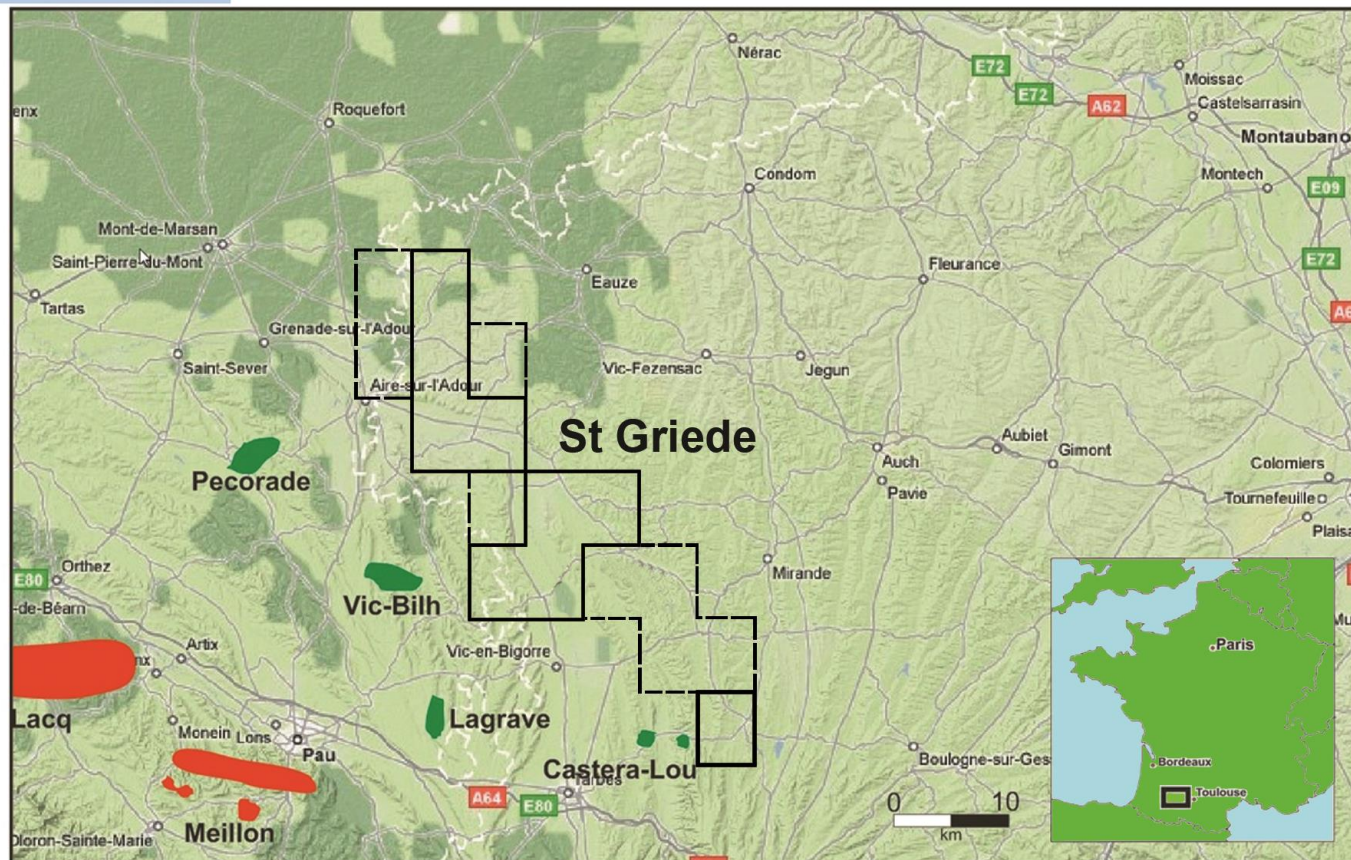 Nérac
E72
E72
A62
Moissac
Castelsarrasin
Montauban
enx
Roquefort
Condom
Montech
E09
Mont-de-Marsan
Saint-Pierre-du-Mont
E72
Tartas
Eauze
Fleurance
Grenade-sur-l'Adour
Saint-Sever
Vic-Fezensac
Jegun
Aire-sur-l'Adour
St Griede
Aubiet
Gimont
Auch
Pavie
Colomiers
Tournefeuille
Plaisa
Pecorade
Orthez
E80
-de-Béarn
Vic-Bilh
Mirande
Artix
nx
Vic-en-Bigorre
Lacq
Monein
Lons
Pau
Lagrave
Castera-Lou
Tarbes
Boulogne-sur-Ges
A64
E80
Meillon
Oloron-Sainte-Marie
0 10
km
Paris
Bordeaux
Toulouse